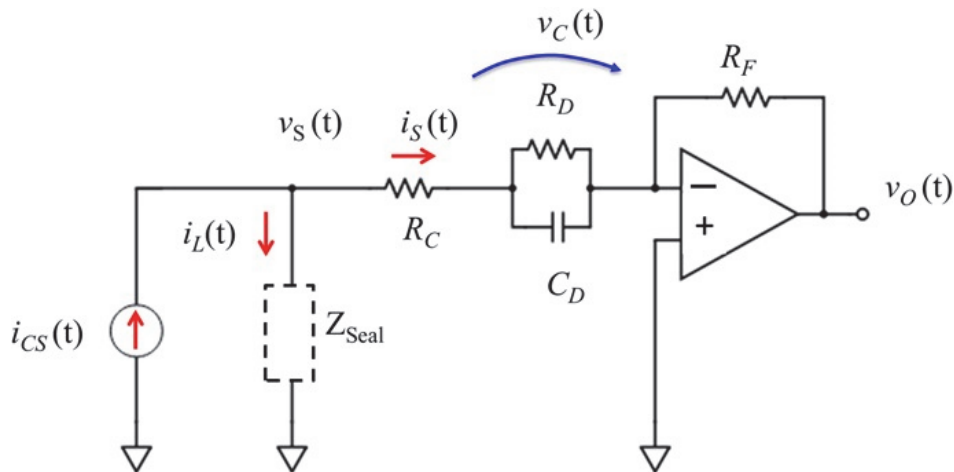 v_C(t)
R_F
R_D
v_S(t)
i_S(t)
v_O(t)
−
+
R_C
i_L(t)
C_D
Z_Seal
i_CS(t)